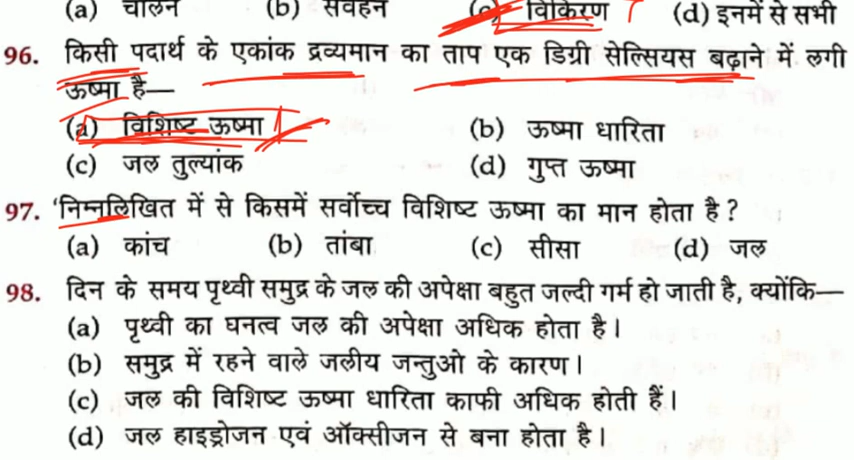 (a) चालन (b) संवहन (c) विकिरण (d) इनमें से सभी
96. किसी पदार्थ के एकांक द्रव्यमान का ताप एक डिग्री सेल्सियस बढ़ाने में लगी
ऊष्मा है—
(a) विशिष्ट ऊष्मा (b) ऊष्मा धारिता
(c) जल तुल्यांक (d) गुप्त ऊष्मा
97. 'निम्नलिखित में से किसमें सर्वोच्च विशिष्ट ऊष्मा का मान होता है?
(a) कांच (b) तांबा (c) सीसा (d) जल
98. दिन के समय पृथ्वी समुद्र के जल की अपेक्षा बहुत जल्दी गर्म हो जाती है, क्योंकि—
(a) पृथ्वी का घनत्व जल की अपेक्षा अधिक होता है।
(b) समुद्र में रहने वाले जलीय जन्तुओ के कारण।
(c) जल की विशिष्ट ऊष्मा धारिता काफी अधिक होती हैं।
(d) जल हाइड्रोजन एवं ऑक्सीजन से बना होता है।